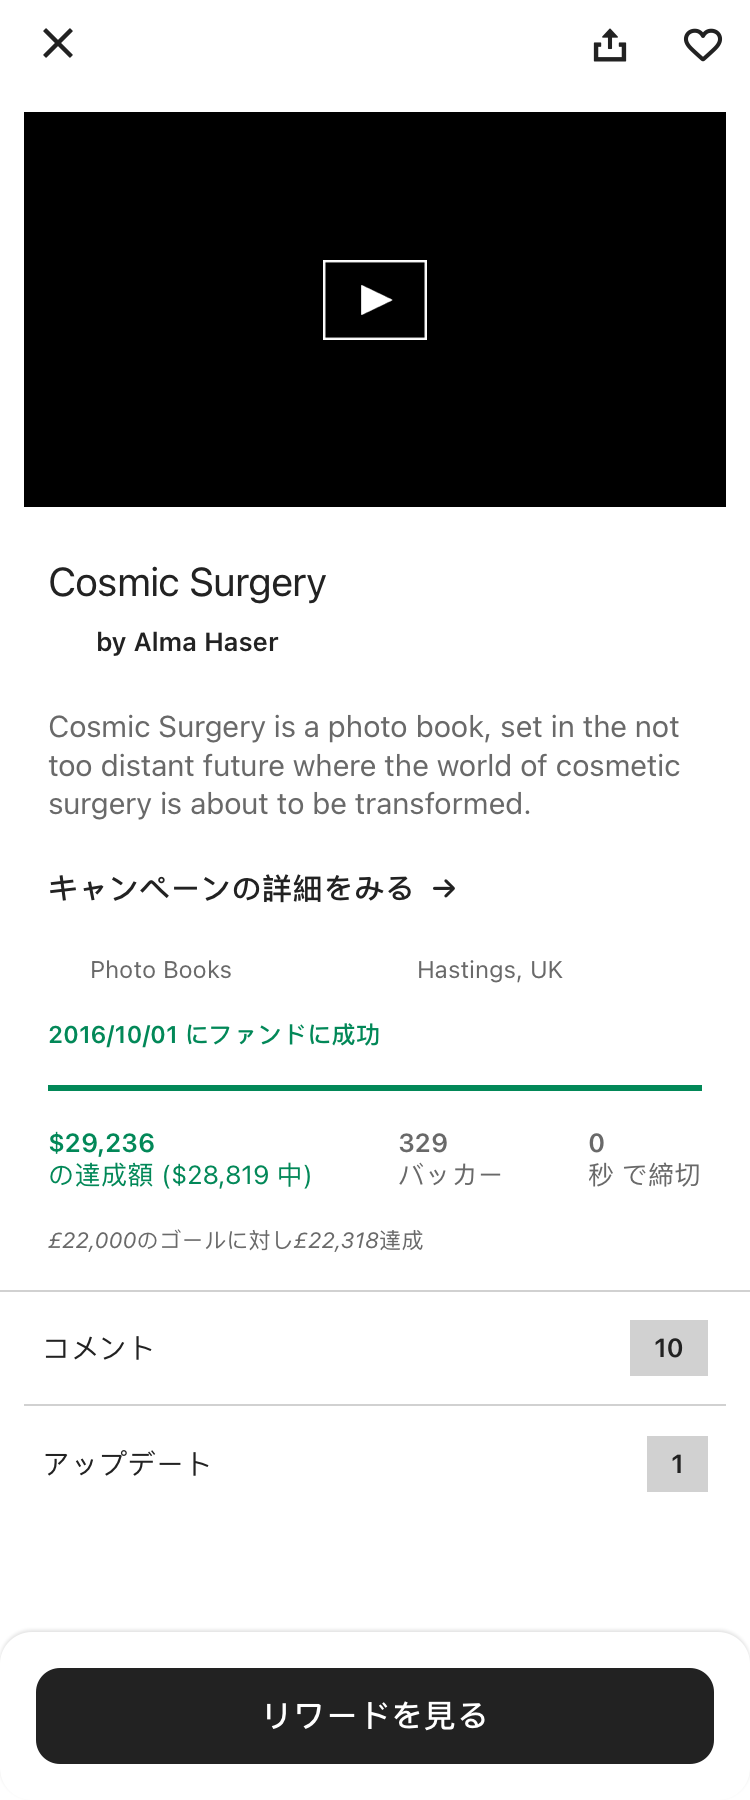 Cosmic Surgery
by Alma Haser
Cosmic Surgery is a photo book, set in the not
too distant future where the world of cosmetic
surgery is about to be transformed.
キャンペーンの詳細をみる →
Photo Books
Hastings, UK
2016/10/01 にファンドに成功
$29,236
の達成額 ($28,819 中)
329
バッカー
0
秒 で締切
£22,000のゴールに対し£22,318達成
コメント
10
アップデート
1
リワードを見る